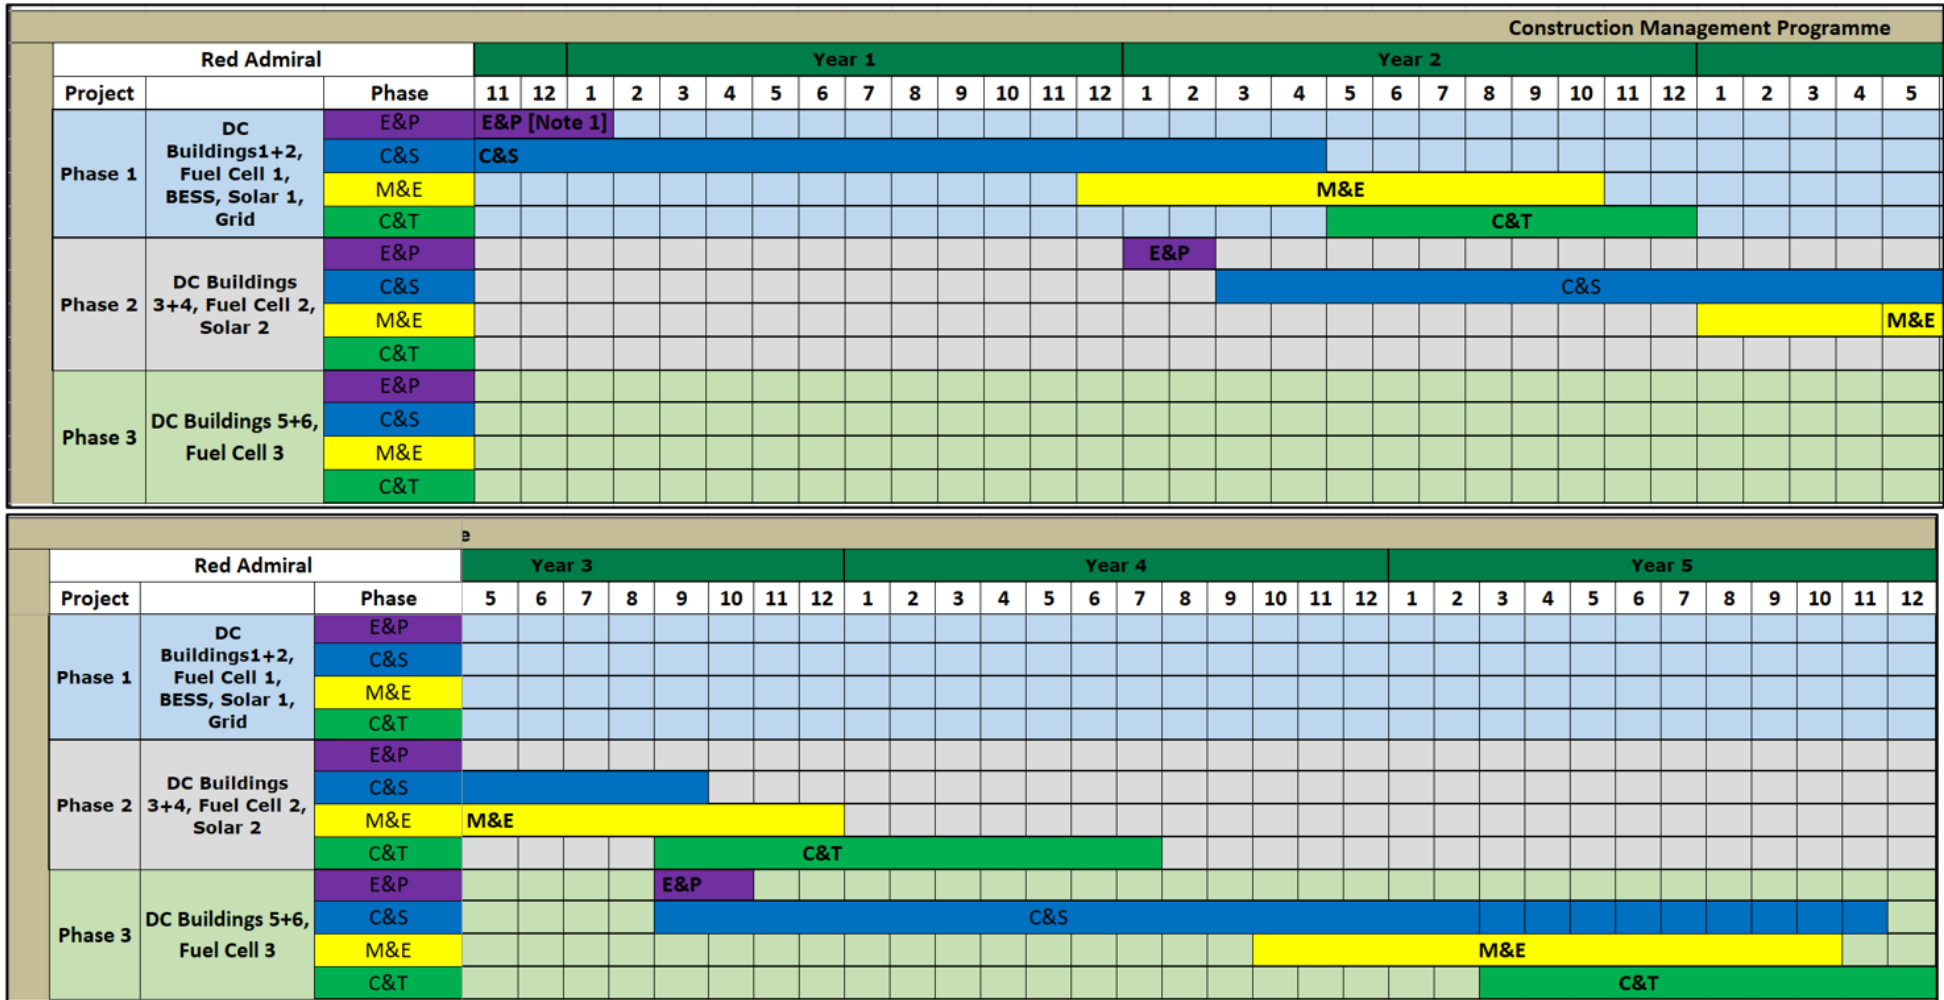 Construction Management Programme
Red Admiral Year 1 Year 2
Project Phase 11 12 1 2 3 4 5 6 7 8 9 10 11 12 1 2 3 4 5 6 7 8 9 10 11 12 1 2 3 4 5
Phase 1
DC
Buildings1+2,
Fuel Cell 1,
BESS, Solar 1,
Grid
E&P E&P [Note 1]
C&S C&S
M&E M&E
C&T C&T
Phase 2
DC Buildings
3+4, Fuel Cell 2,
Solar 2
E&P E&P
C&S C&S
M&E M&E
C&T
Phase 3
DC Buildings 5+6,
Fuel Cell 3
E&P
C&S
M&E
C&T
e
Red Admiral Year 3 Year 4 Year 5
Project Phase 5 6 7 8 9 10 11 12 1 2 3 4 5 6 7 8 9 10 11 12 1 2 3 4 5 6 7 8 9 10 11 12
Phase 1
DC
Buildings1+2,
Fuel Cell 1,
BESS, Solar 1,
Grid
E&P
C&S
M&E
C&T
Phase 2
DC Buildings
3+4, Fuel Cell 2,
Solar 2
E&P
C&S
M&E M&E
C&T C&T
Phase 3
DC Buildings 5+6,
Fuel Cell 3
E&P E&P
C&S C&S
M&E M&E
C&T C&T